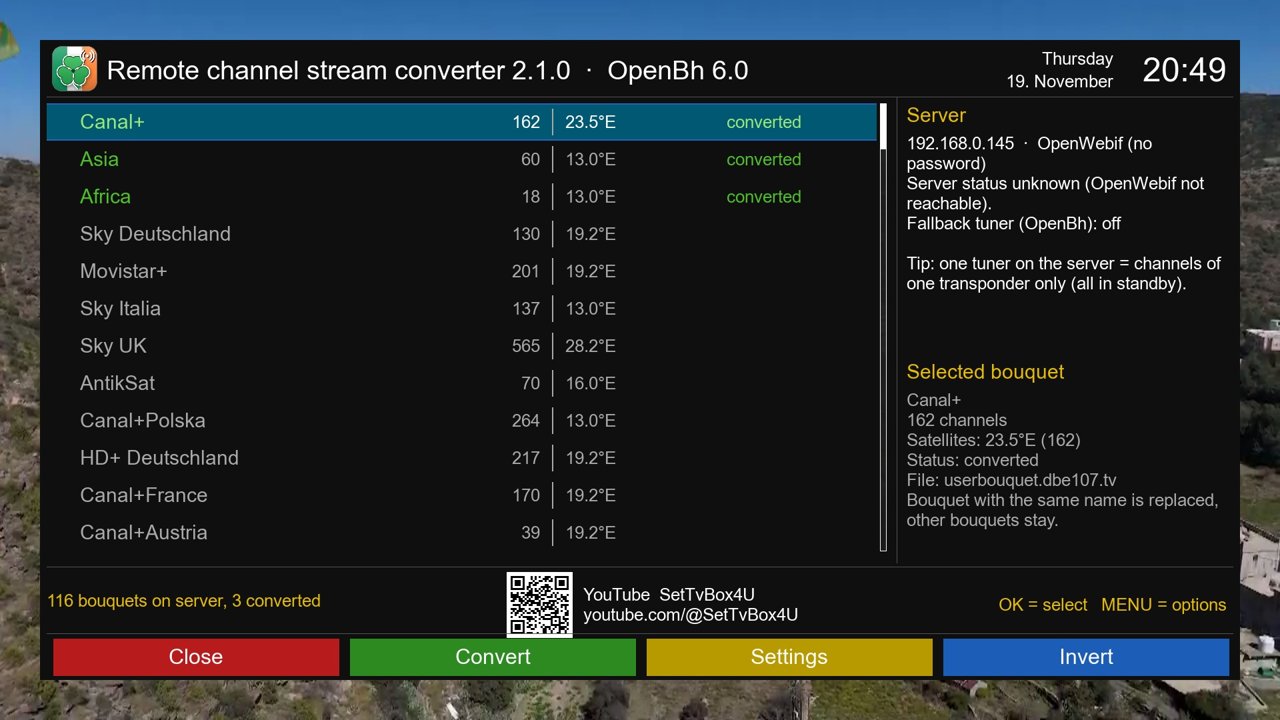 Remote channel stream converter 2.1.0 · OpenBh 6.0
Thursday
19. November
20:49
Canal+ 162 23.5°E converted
Asia 60 13.0°E converted
Africa 18 13.0°E converted
Sky Deutschland 130 19.2°E
Movistar+ 201 19.2°E
Sky Italia 137 13.0°E
Sky UK 565 28.2°E
AntikSat 70 16.0°E
Canal+Polska 264 13.0°E
HD+ Deutschland 217 19.2°E
Canal+France 170 19.2°E
Canal+Austria 39 19.2°E
Server
192.168.0.145 · OpenWebif (no
password)
Server status unknown (OpenWebif not
reachable).
Fallback tuner (OpenBh): off
Tip: one tuner on the server = channels of
one transponder only (all in standby).
Selected bouquet
Canal+
162 channels
Satellites: 23.5°E (162)
Status: converted
File: userbouquet.dbe107.tv
Bouquet with the same name is replaced,
other bouquets stay.
116 bouquets on server, 3 converted
YouTube SetTvBox4U
youtube.com/@SetTvBox4U
OK = select MENU = options
Close
Convert
Settings
Invert